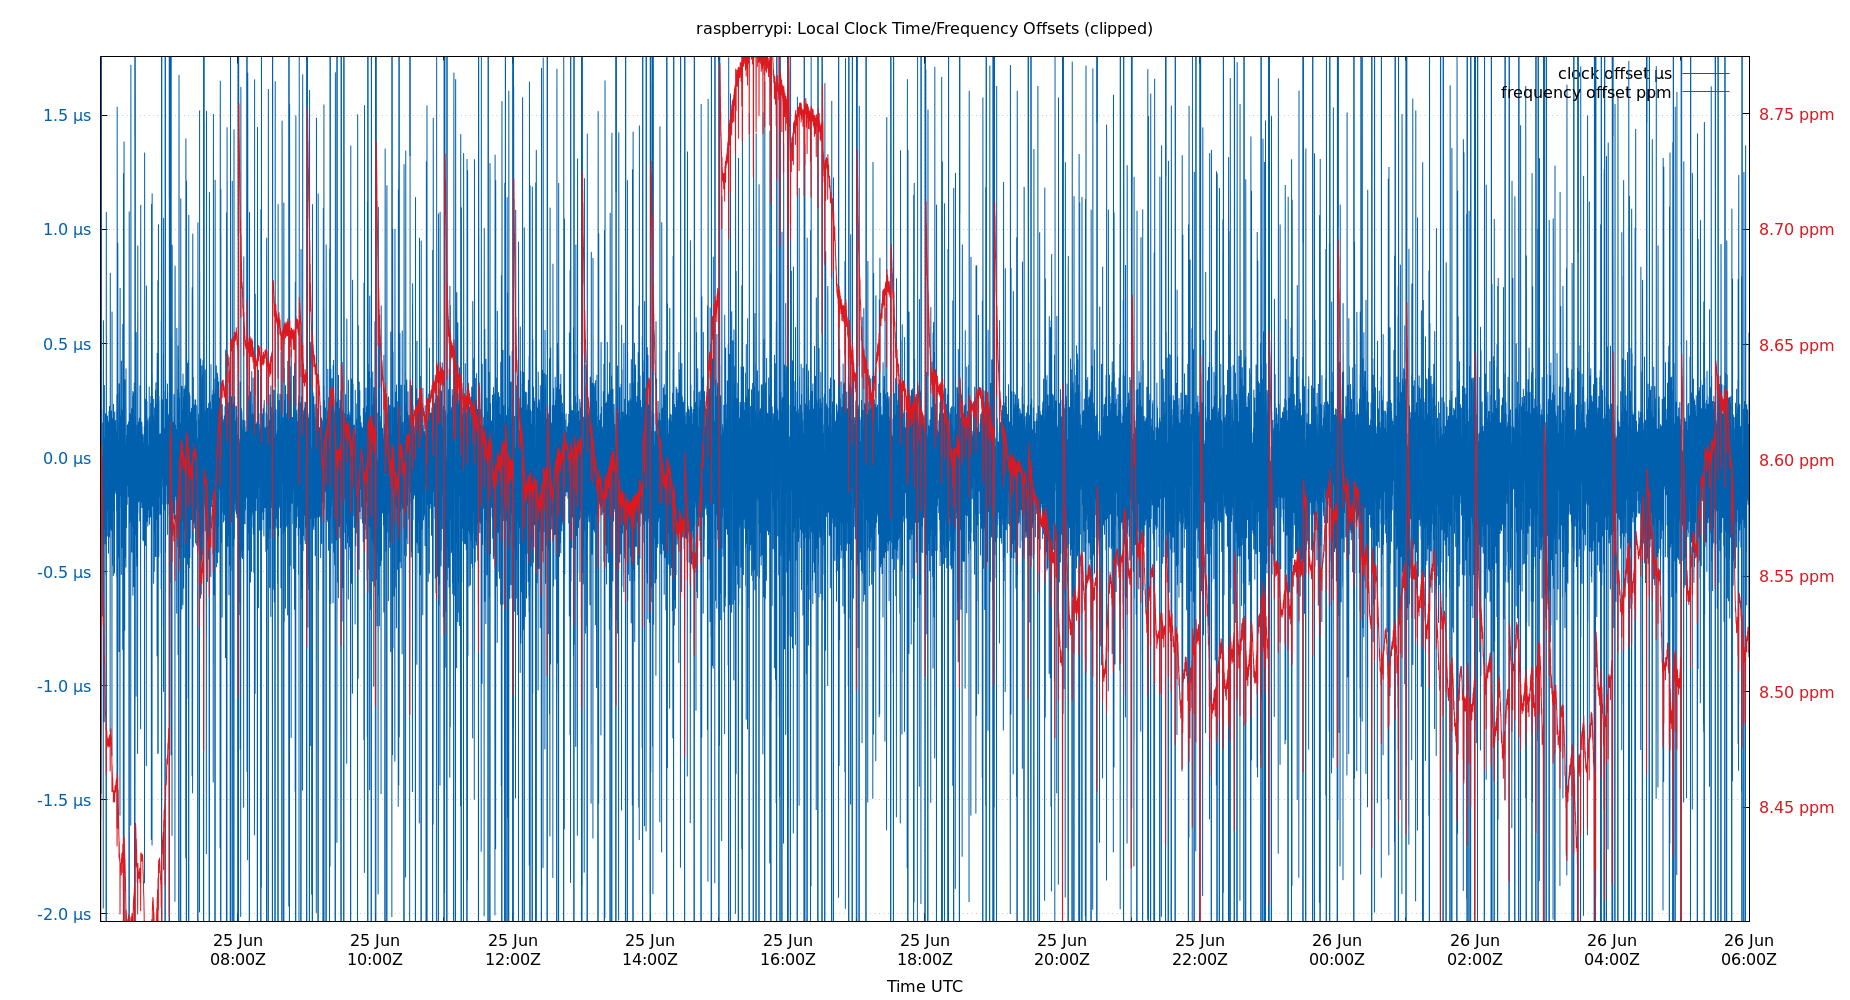 raspberrypi: Local Clock Time/Frequency Offsets (clipped)
clock offset µs
frequency offset ppm
1.5 µs
1.0 µs
0.5 µs
0.0 µs
-0.5 µs
-1.0 µs
-1.5 µs
-2.0 µs
8.75 ppm
8.70 ppm
8.65 ppm
8.60 ppm
8.55 ppm
8.50 ppm
8.45 ppm
25 Jun 25 Jun 25 Jun 25 Jun 25 Jun 25 Jun 25 Jun 25 Jun 26 Jun 26 Jun 26 Jun 26 Jun
08:00Z 10:00Z 12:00Z 14:00Z 16:00Z 18:00Z 20:00Z 22:00Z 00:00Z 02:00Z 04:00Z 06:00Z
Time UTC